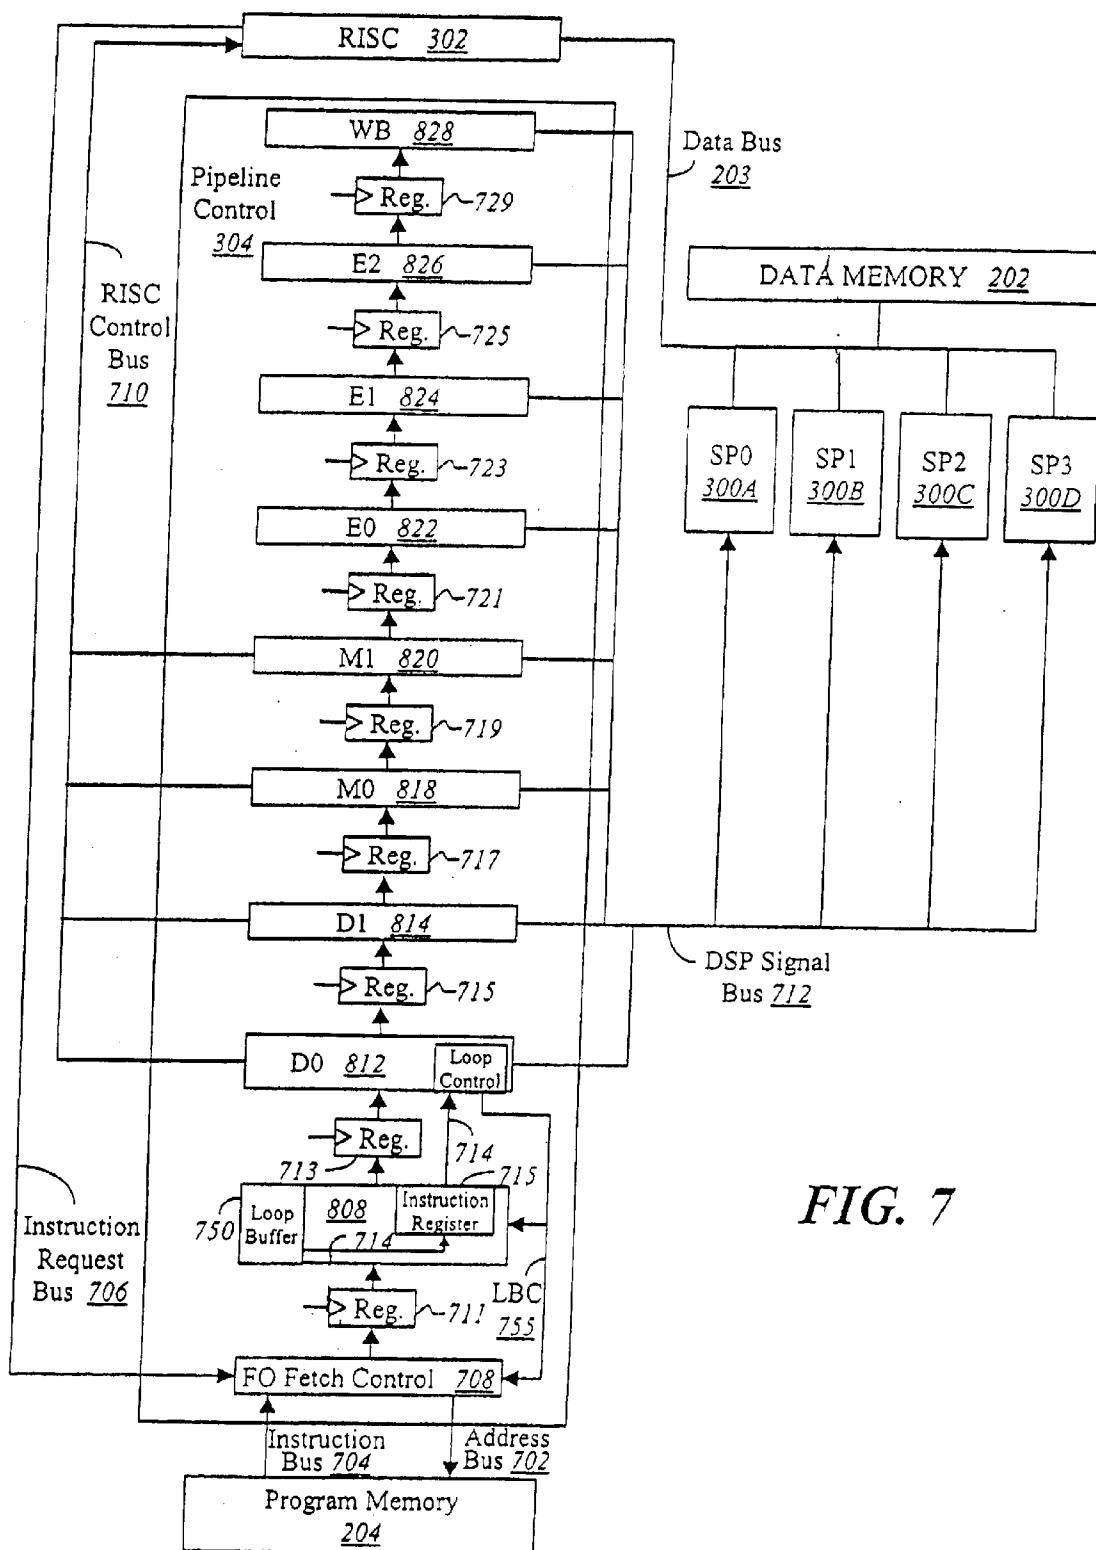 RISC 302
WB 828
Data Bus
203
Pipeline
Control
304
Reg. 729
E2 826
DATA MEMORY 202
RISC
Control
Bus
710
Reg. 725
E1 824
SP0
300A
SP1
300B
SP2
300C
SP3
300D
Reg. 723
E0 822
Reg. 721
M1 820
Reg. 719
M0 818
Reg. 717
D1 814
DSP Signal
Bus 712
Reg. 715
D0 812
Loop
Control
Reg.
713
714
715
750
Loop
Buffer
808
Instruction
Register
714
FIG. 7
Instruction
Request
Bus 706
LBC
755
Reg. 711
FO Fetch Control 708
Instruction
Bus 704
Address
Bus 702
Program Memory
204